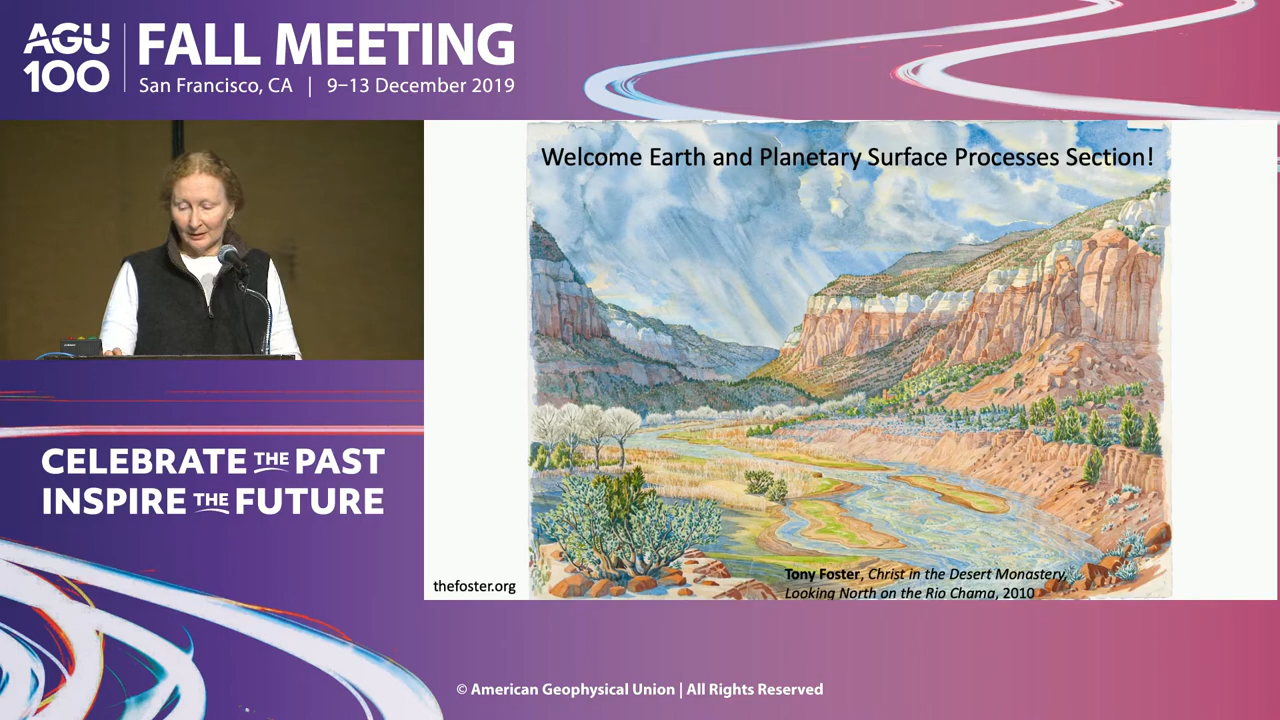 AGU
100
FALL MEETING
San Francisco, CA | 9–13 December 2019
Welcome Earth and Planetary Surface Processes Section!
CELEBRATE THE PAST
INSPIRE THE FUTURE
thefoster.org
Tony Foster, Christ in the Desert Monastery,
Looking North on the Rio Chama, 2010
© American Geophysical Union | All Rights Reserved